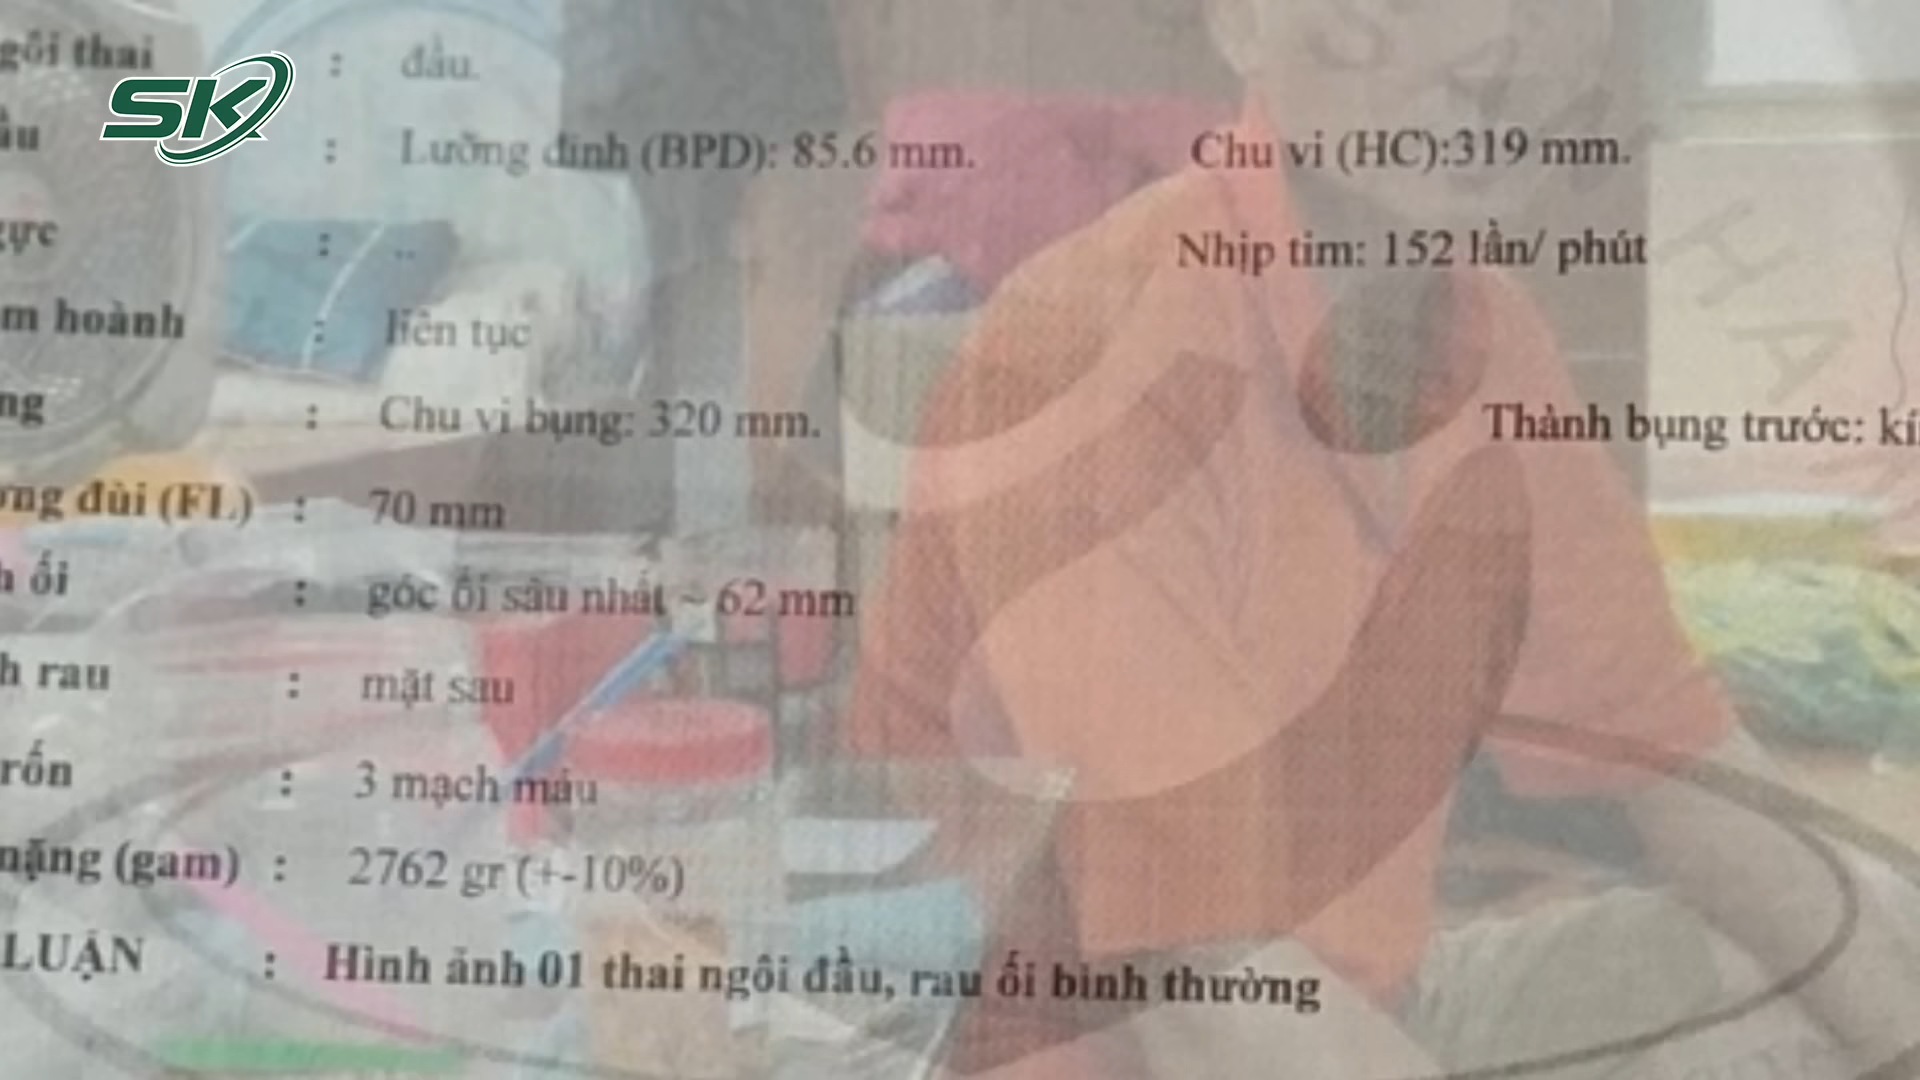 SK
gôi thai : đầu.
ầu : Lưỡng đỉnh (BPD): 85.6 mm. Chu vi (HC):319 mm.
gực : .. Nhịp tim: 152 lần/ phút
m hoành : liên tục
ng : Chu vi bụng: 320 mm. Thành bụng trước: kí
ng đùi (FL) : 70 mm
h ối : góc ối sâu nhất ~ 62 mm
h rau : mặt sau
rốn : 3 mạch máu
nặng (gam) : 2762 gr (+-10%)
LUẬN : Hình ảnh 01 thai ngôi đầu, rau ối bình thường